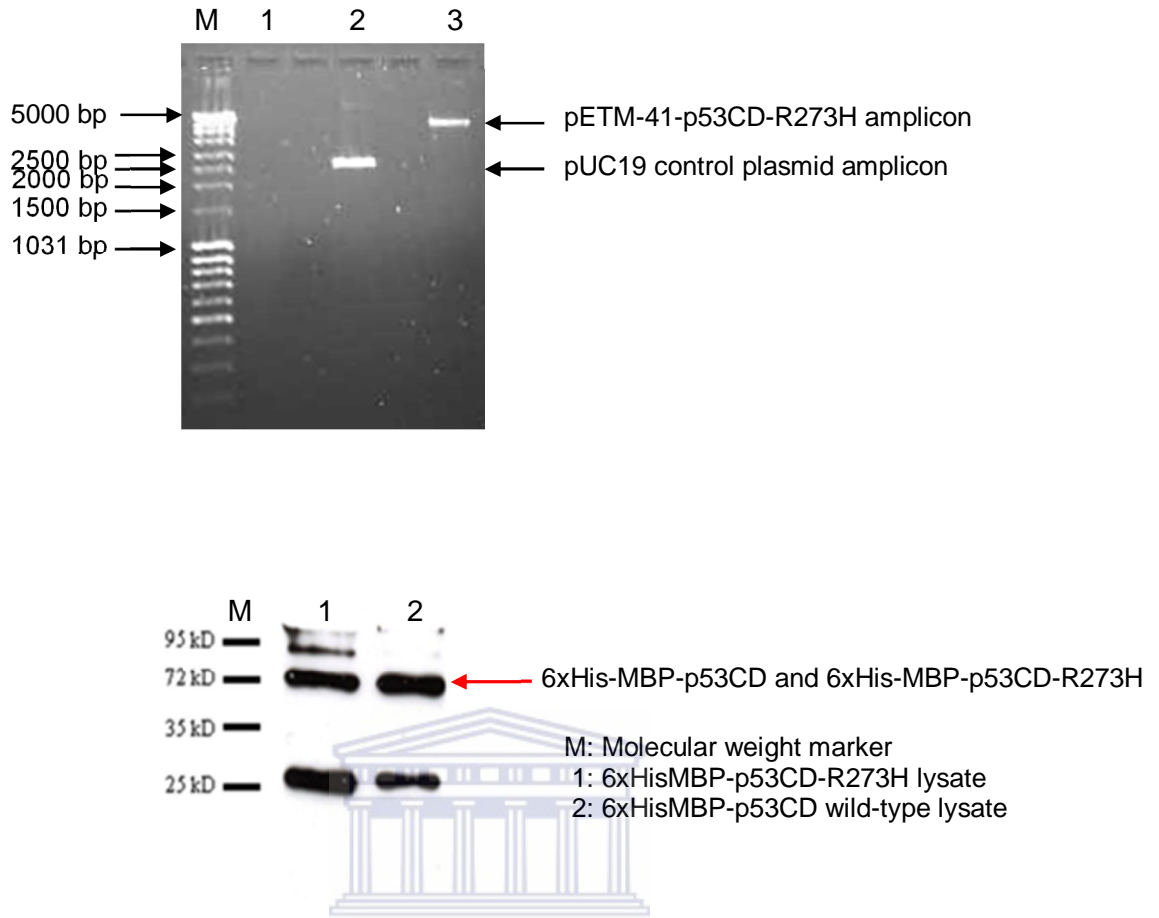 M 1 2 3
5000 bp
pETM-41-p53CD-R273H amplicon
2500 bp
pUC19 control plasmid amplicon
2000 bp
1500 bp
1031 bp
M 1 2
95 kD
72 kD
6xHis-MBP-p53CD and 6xHis-MBP-p53CD-R273H
35 kD
M: Molecular weight marker
1: 6xHisMBP-p53CD-R273H lysate
25 kD
2: 6xHisMBP-p53CD wild-type lysate